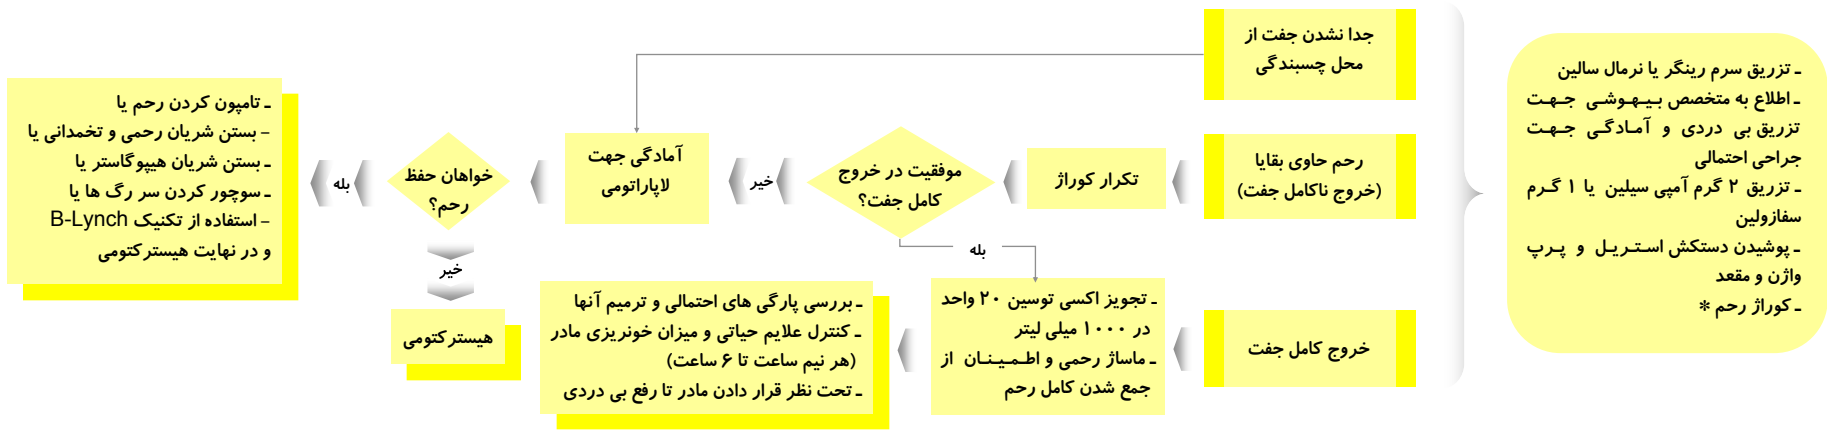 ـ تزریق سرم رینگر یا نرمال سالین
ـ اطلاع به متخصص بیهوشی جهت
تزریق بی دردی و آمادگی جهت
جراحی احتمالی
ـ تزریق ۲ گرم آمپی سیلین یا ۱ گرم
سفازولین
ـ پوشیدن دستکش استریل و پرپ
واژن و مقعد
ـ کوراژ رحم *
جدا نشدن جفت از
محل چسبندگی
رحم حاوی بقایا
(خروج ناکامل جفت)
خروج کامل جفت
تکرار کوراژ
موفقیت در خروج
کامل جفت؟
خیر
بله
آمادگی جهت
لاپاراتومی
خواهان حفظ
رحم؟
بله
خیر
هیسترکتومی
ـ تامپون کردن رحم یا
– بستن شریان رحمی و تخمدانی یا
ـ بستن شریان هیپوگاستر یا
ـ سوچور کردن سر رگ ها یا
– استفاده از تکنیک B-Lynch
و در نهایت هیسترکتومی
ـ تجویز اکسی توسین ۲۰ واحد
در ۱۰۰۰ میلی لیتر
ـ ماساژ رحمی و اطمینان از
جمع شدن کامل رحم
ـ بررسی پارگی های احتمالی و ترمیم آنها
ـ کنترل علایم حیاتی و میزان خونریزی مادر
(هر نیم ساعت تا ۶ ساعت)
ـ تحت نظر قرار دادن مادر تا رفع بی دردی